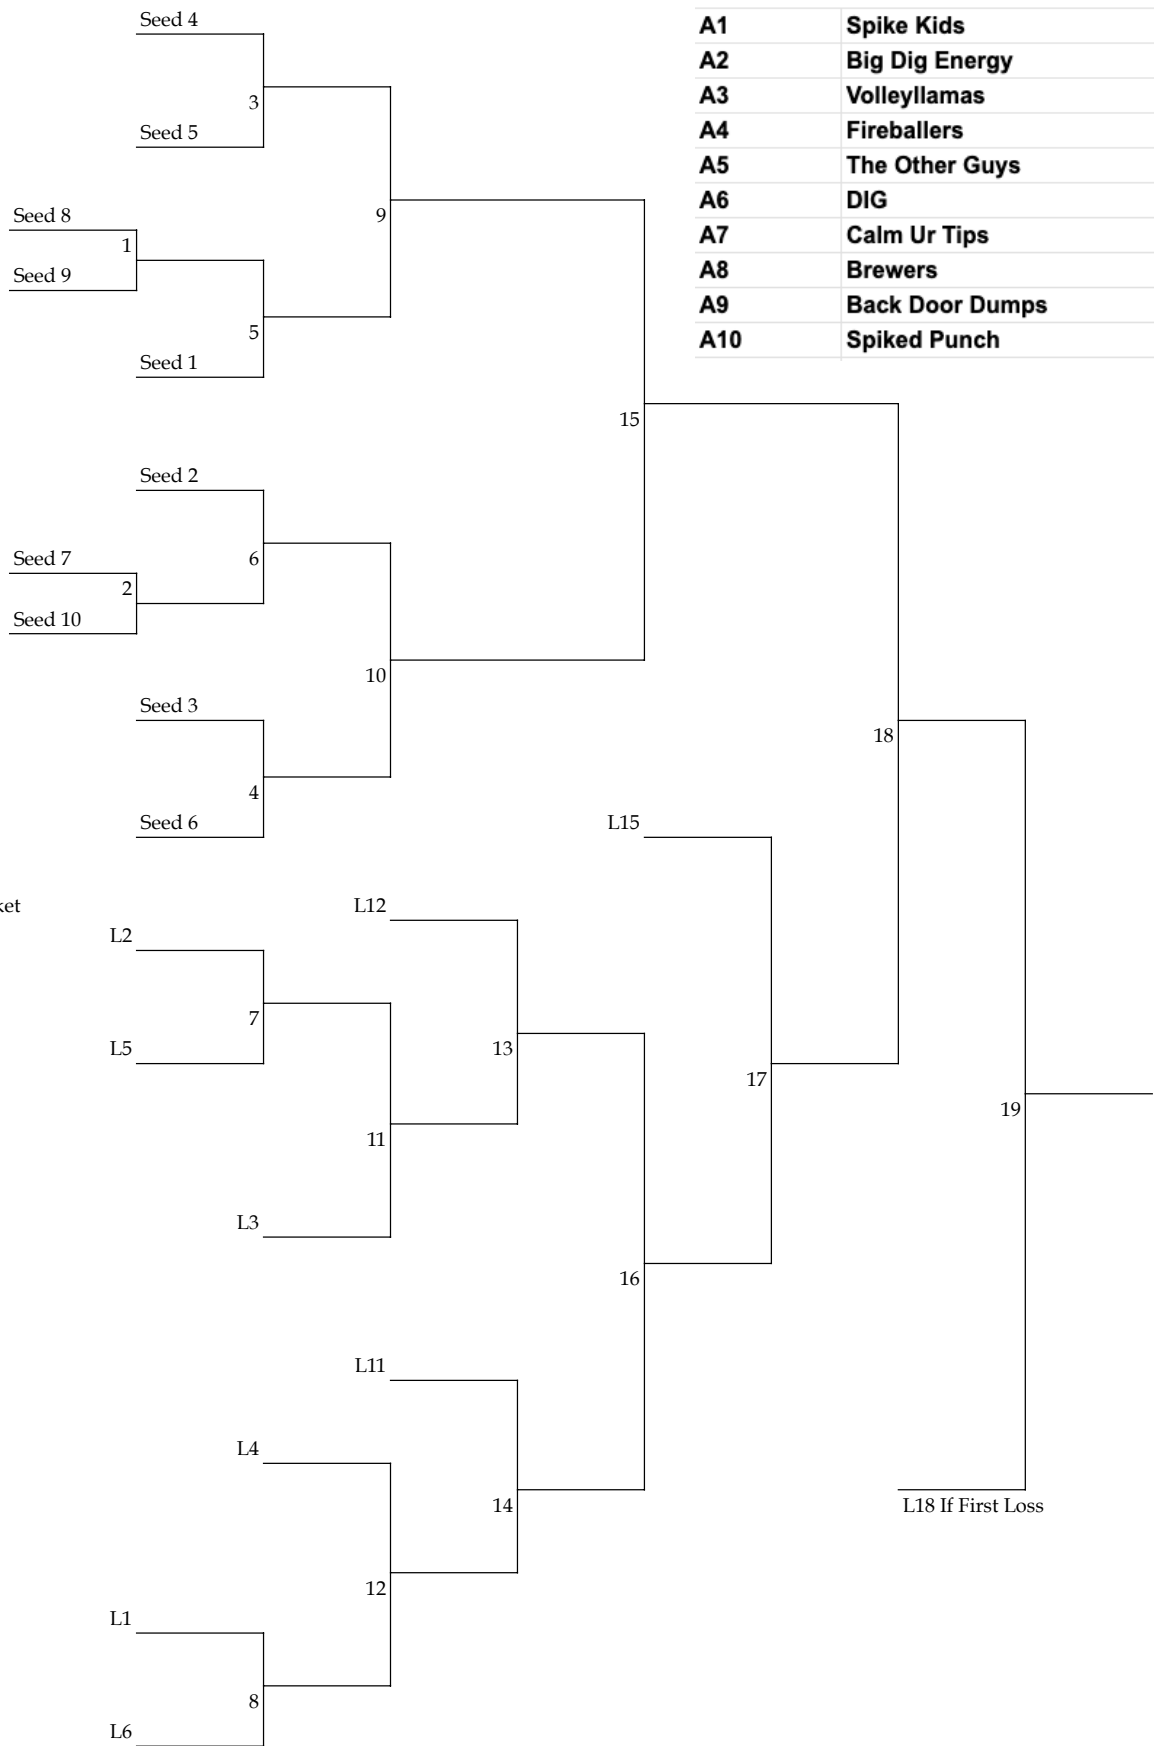 Seed 4
3
Seed 5
9
Seed 8
1
Seed 9
5
Seed 1
15
Seed 2
6
Seed 7
2
Seed 10
10
Seed 3
4
Seed 6
18
A1 Spike Kids
A2 Big Dig Energy
A3 Volleyllamas
A4 Fireballers
A5 The Other Guys
A6 DIG
A7 Calm Ur Tips
A8 Brewers
A9 Back Door Dumps
A10 Spiked Punch
L15
ket
L12
L2
7
L5
13
17
11
19
L3
16
L11
L4
14
L18 If First Loss
12
L1
8
L6